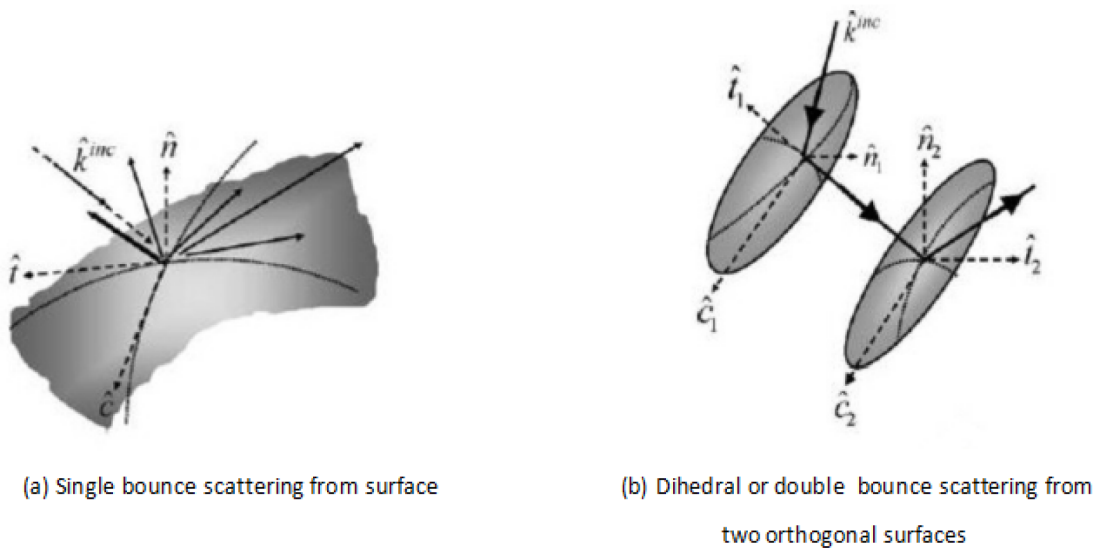 k̂ⁱⁿᶜ
n̂
t̂
ĉ
k̂ⁱⁿᶜ
t̂₁
n̂₁
n̂₂
t̂₂
ĉ₁
ĉ₂
(a) Single bounce scattering from surface
(b) Dihedral or double bounce scattering from
two orthogonal surfaces